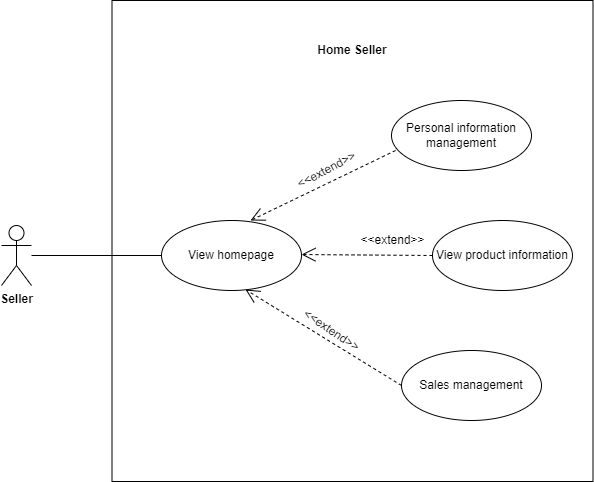 Home Seller
Personal information
management
<<extend>>
<<extend>>
View homepage
View product information
Seller
<<extend>>
Sales management